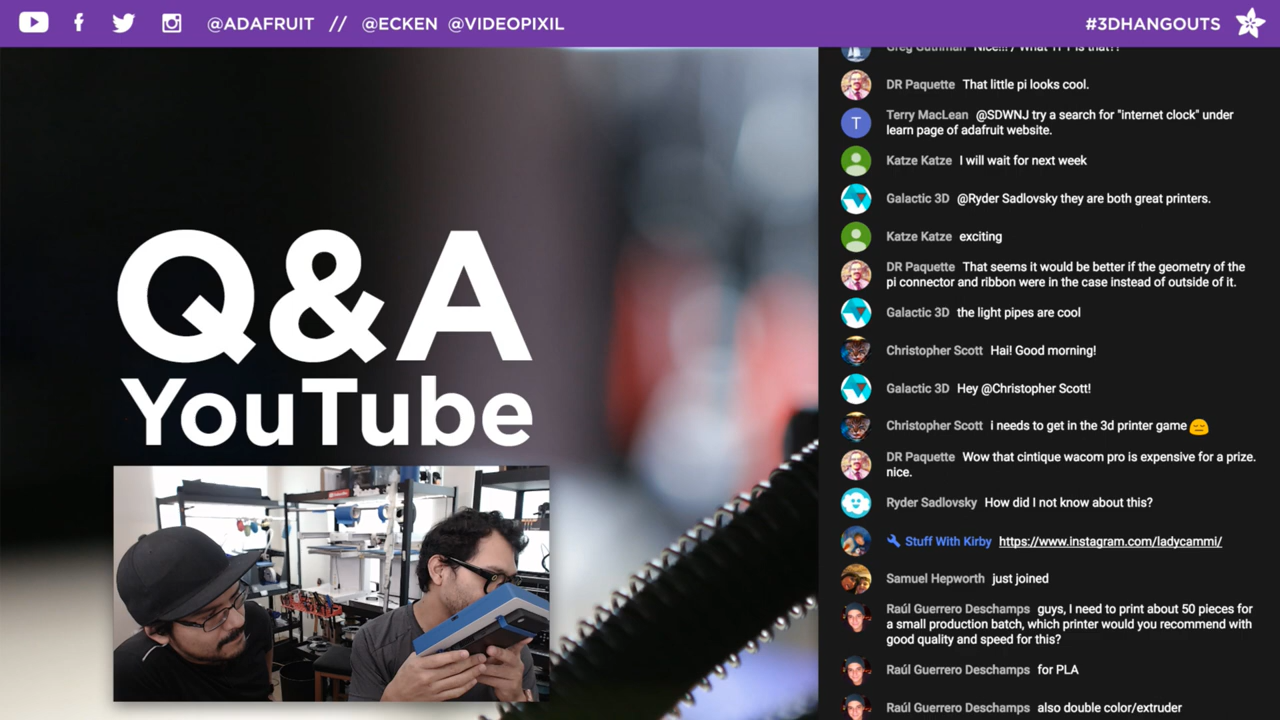 @ADAFRUIT // @ECKEN @VIDEOPIXIL
#3DHANGOUTS
Q&A
YouTube
DR Paquette That little pi looks cool.
T
Terry MacLean @SDWNJ try a search for "internet clock" under
learn page of adafruit website.
Katze Katze I will wait for next week
Galactic 3D @Ryder Sadlovsky they are both great printers.
Katze Katze exciting
DR Paquette That seems it would be better if the geometry of the
pi connector and ribbon were in the case instead of outside of it.
Galactic 3D the light pipes are cool
Christopher Scott Hai! Good morning!
Galactic 3D Hey @Christopher Scott!
Christopher Scott i needs to get in the 3d printer game
DR Paquette Wow that cintique wacom pro is expensive for a prize.
nice.
Ryder Sadlovsky How did I not know about this?
Stuff With Kirby https://www.instagram.com/ladycammi/
Samuel Hepworth just joined
Raúl Guerrero Deschamps guys, I need to print about 50 pieces for
a small production batch, which printer would you recommend with
good quality and speed for this?
Raúl Guerrero Deschamps for PLA
Raúl Guerrero Deschamps also double color/extruder